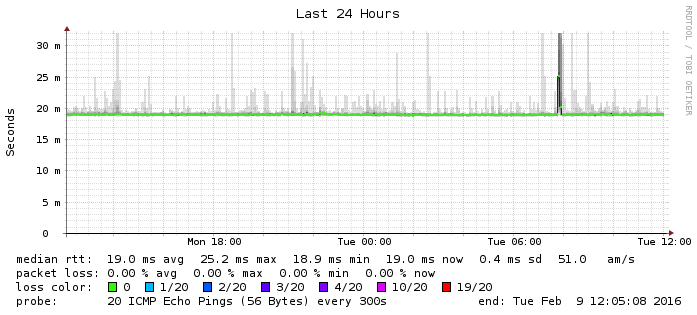 Last 24 Hours
RRDTOOL / TOBI OETIKER
Seconds
30 m
25 m
20 m
15 m
10 m
5 m
0
Mon 18:00 Tue 00:00 Tue 06:00 Tue 12:00
median rtt: 19.0 ms avg 25.2 ms max 18.9 ms min 19.0 ms now 0.4 ms sd 51.0 am/s
packet loss: 0.00 % avg 0.00 % max 0.00 % min 0.00 % now
loss color: 0 1/20 2/20 3/20 4/20 10/20 19/20
probe: 20 ICMP Echo Pings (56 Bytes) every 300s end: Tue Feb 9 12:05:08 2016